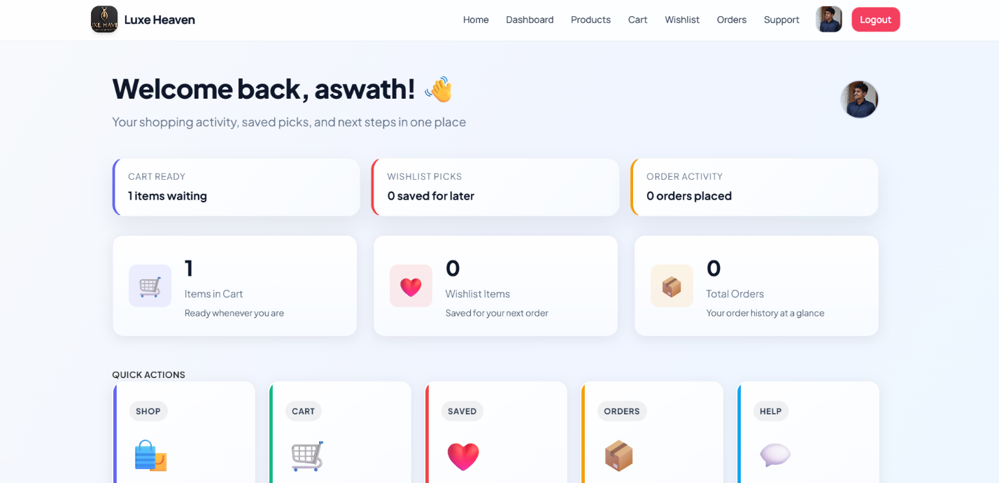 Luxe Heaven
Home Dashboard Products Cart Wishlist Orders Support Logout
Welcome back, aswath! 👋
Your shopping activity, saved picks, and next steps in one place
CART READY
1 items waiting
WISHLIST PICKS
0 saved for later
ORDER ACTIVITY
0 orders placed
1
Items in Cart
Ready whenever you are
0
Wishlist Items
Saved for your next order
0
Total Orders
Your order history at a glance
QUICK ACTIONS
SHOP
CART
SAVED
ORDERS
HELP